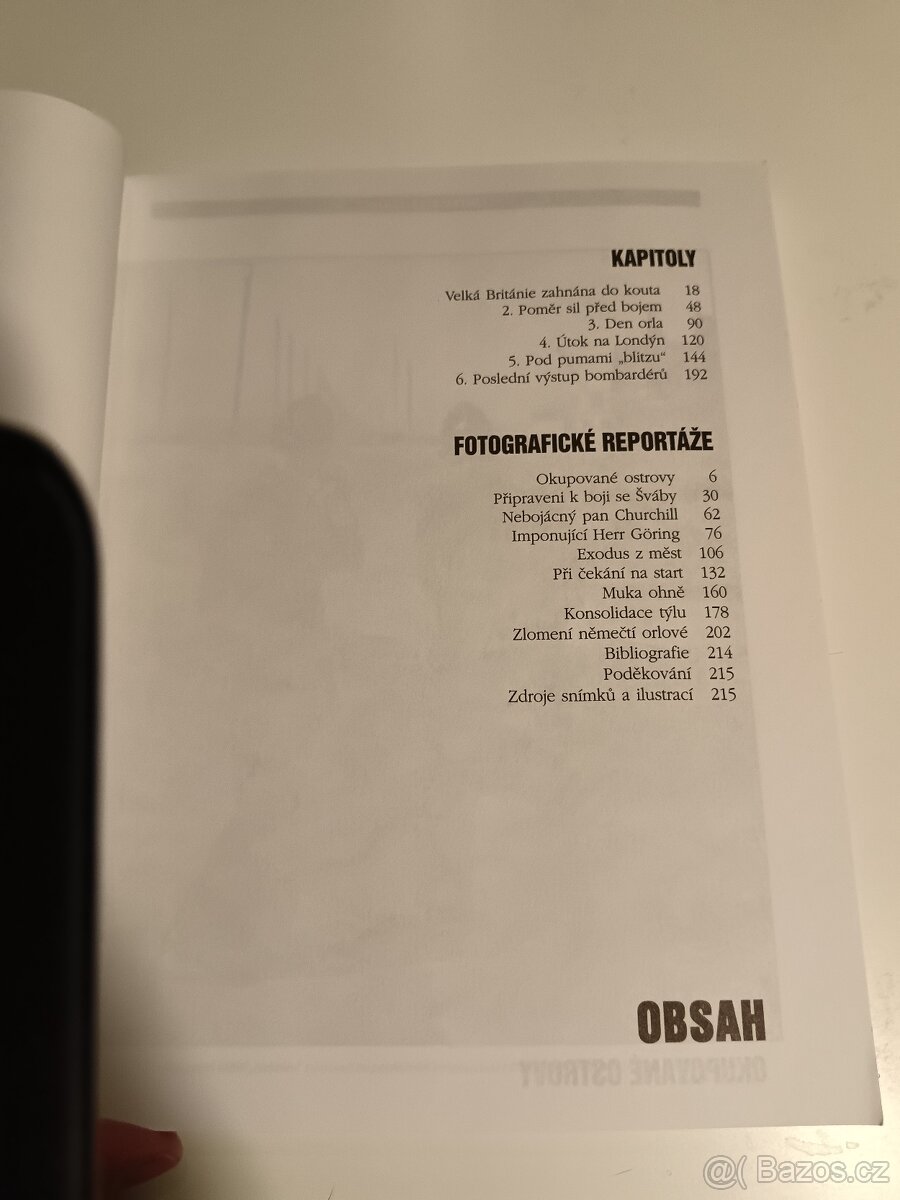 KAPITOLY
Velká Británie zahnána do kouta 18
2. Poměr sil před bojem 48
3. Den orla 90
4. Útok na Londýn 120
5. Pod pumami „blitzu“ 144
6. Poslední výstup bombardérů 192
FOTOGRAFICKÉ REPORTÁŽE
Okupované ostrovy 6
Připraveni k boji se Šváby 30
Nebojácný pan Churchill 62
Imponující Herr Göring 76
Exodus z měst 106
Při čekání na start 132
Muka ohně 160
Konsolidace týlu 178
Zlomení němečtí orlové 202
Bibliografie 214
Poděkování 215
Zdroje snímků a ilustrací 215
OBSAH
OKUPOVANÉ OSTROVY
@( Bazos.cz